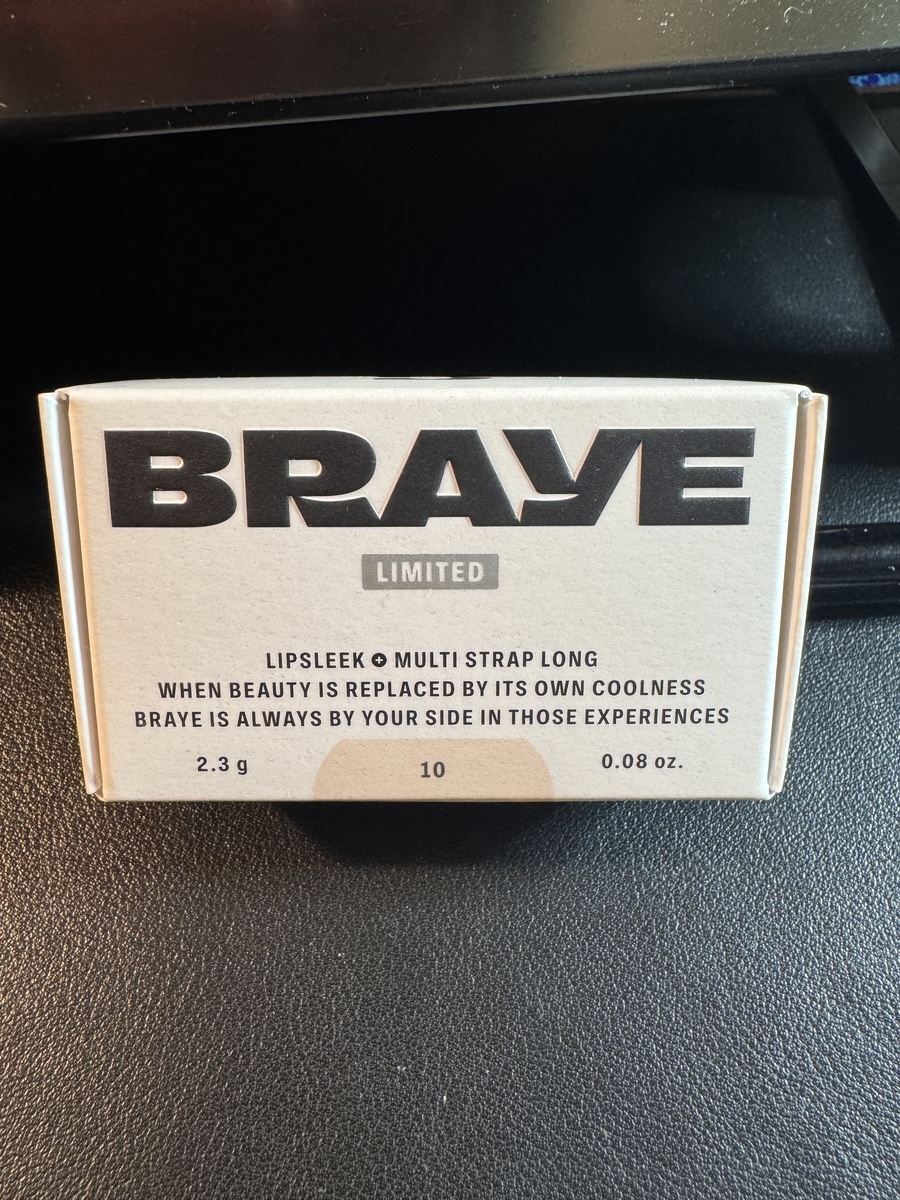 BRAYE
LIMITED
LIPSLEEK + MULTI STRAP LONG
WHEN BEAUTY IS REPLACED BY ITS OWN COOLNESS
BRAYE IS ALWAYS BY YOUR SIDE IN THOSE EXPERIENCES
2.3 g 10 0.08 oz.